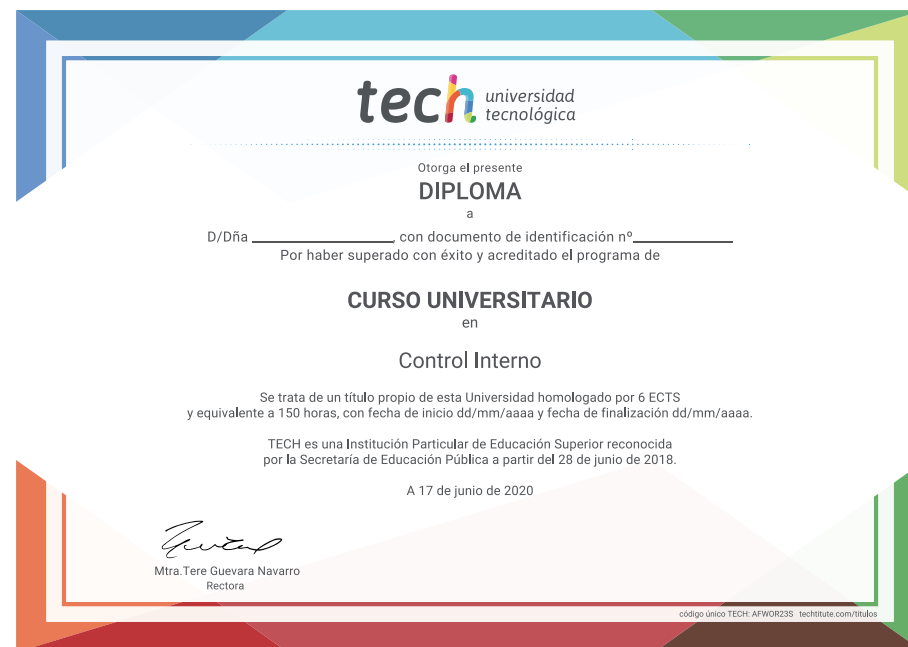 tech universidad
tecnológica
Otorga el presente
DIPLOMA
a
D/Dña ____________________, con documento de identificación nº______________
Por haber superado con éxito y acreditado el programa de
CURSO UNIVERSITARIO
en
Control Interno
Se trata de un título propio de esta Universidad homologado por 6 ECTS
y equivalente a 150 horas, con fecha de inicio dd/mm/aaaa y fecha de finalización dd/mm/aaaa.
TECH es una Institución Particular de Educación Superior reconocida
por la Secretaría de Educación Pública a partir del 28 de junio de 2018.
A 17 de junio de 2020
Mtra.Tere Guevara Navarro
Rectora
código único TECH: AFWOR23S techtitute.com/titulos